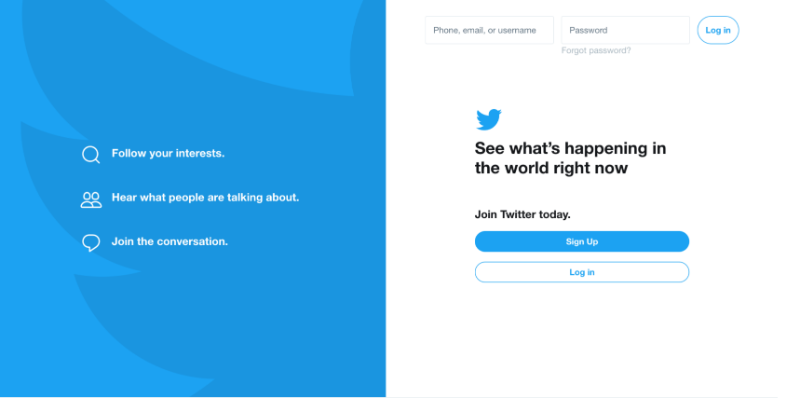 Phone, email, or username
Password
Log in
Forgot password?
Follow your interests.
Hear what people are talking about.
Join the conversation.
See what’s happening in
the world right now
Join Twitter today.
Sign Up
Log in